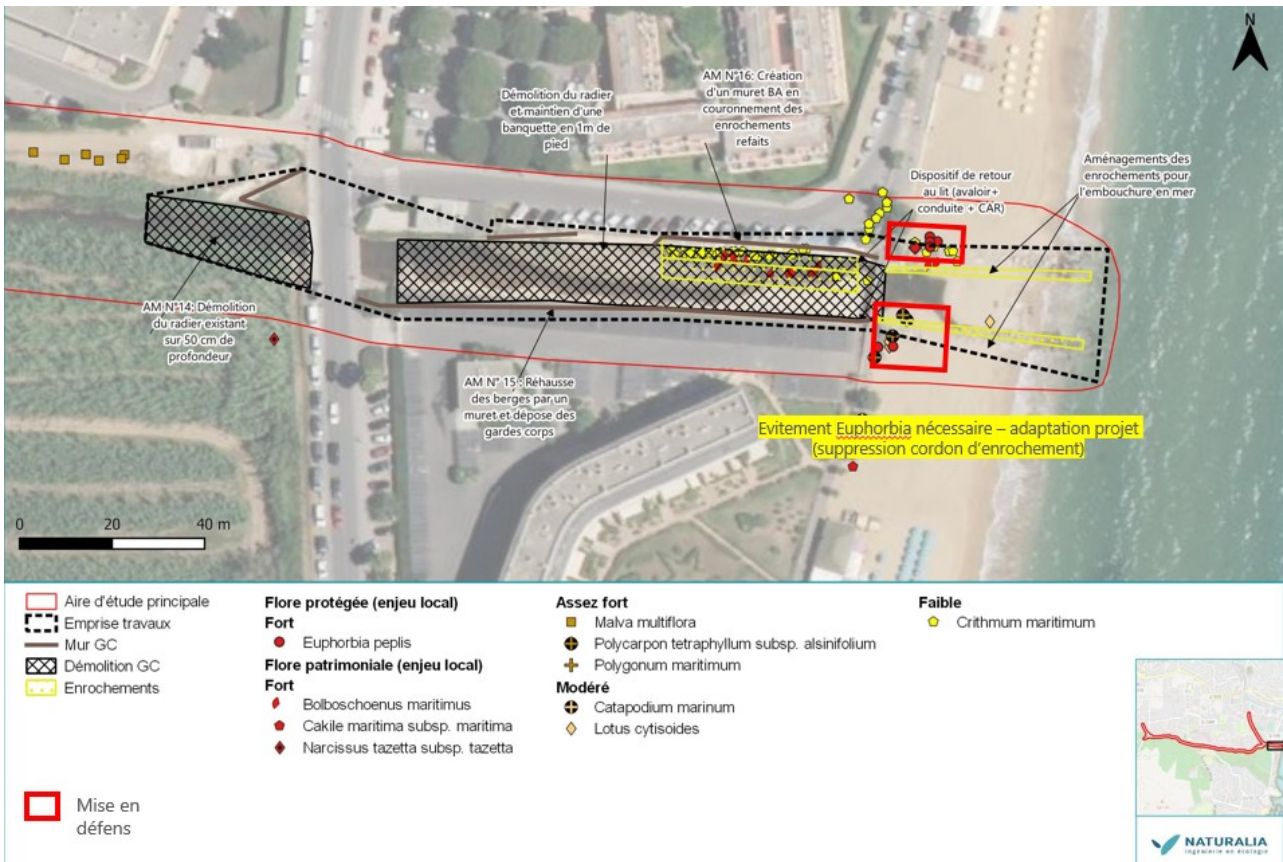 N
AM N°16: Création
d'un muret BA en
couronnement des
enrochements
refaits
Démolition du radier
et maintien d'une
banquette en 1m de
pied
Aménagements des
enrochements pour
l'embouchure en mer
Dispositif de retour
au lit (avaloir+
conduite + CAR)
AM N°14: Démolition
du radier existant
sur 50 cm de
profondeur
AM N° 15 : Réhausse
des berges par un
muret et dépose des
gardes corps
Evitement Euphorbia nécessaire – adaptation projet
(suppression cordon d'enrochement)
0 20 40 m
Aire d'étude principale
Emprise travaux
Mur GC
Démolition GC
Enrochements
Flore protégée (enjeu local)
Fort
Euphorbia peplis
Flore patrimoniale (enjeu local)
Fort
Bolboschoenus maritimus
Cakile maritima subsp. maritima
Narcissus tazetta subsp. tazetta
Assez fort
Malva multiflora
Polycarpon tetraphyllum subsp. alsinifolium
Polygonum maritimum
Modéré
Catapodium marinum
Lotus cytisoides
Faible
Crithmum maritimum
Mise en
défens
NATURALIA
ingénierie en écologie